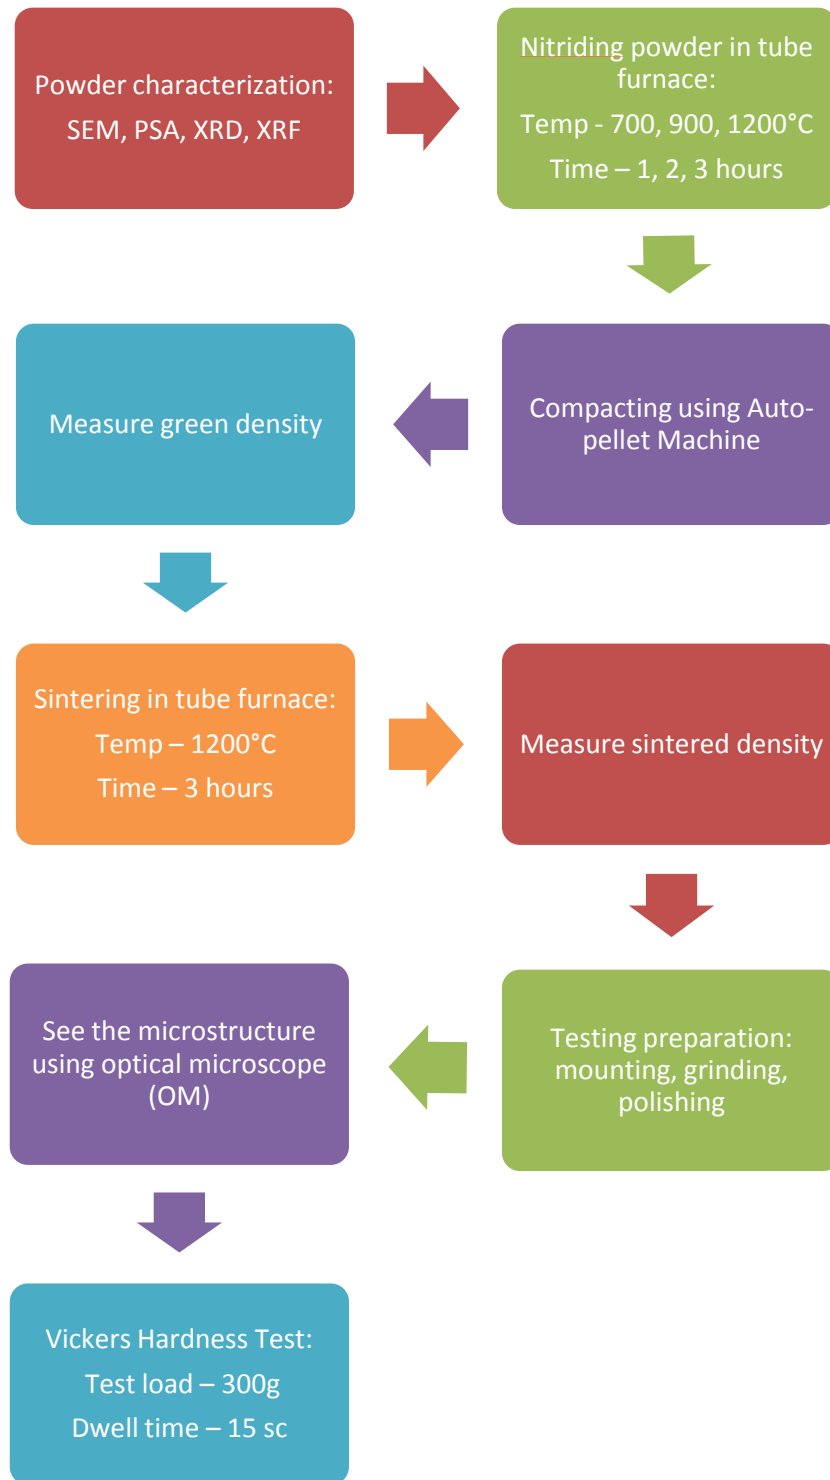 Powder characterization:
SEM, PSA, XRD, XRF
Nitriding powder in tube
furnace:
Temp - 700, 900, 1200°C
Time – 1, 2, 3 hours
Compacting using Auto-
pellet Machine
Measure green density
Sintering in tube furnace:
Temp – 1200°C
Time – 3 hours
Measure sintered density
Testing preparation:
mounting, grinding,
polishing
See the microstructure
using optical microscope
(OM)
Vickers Hardness Test:
Test load – 300g
Dwell time – 15 sc